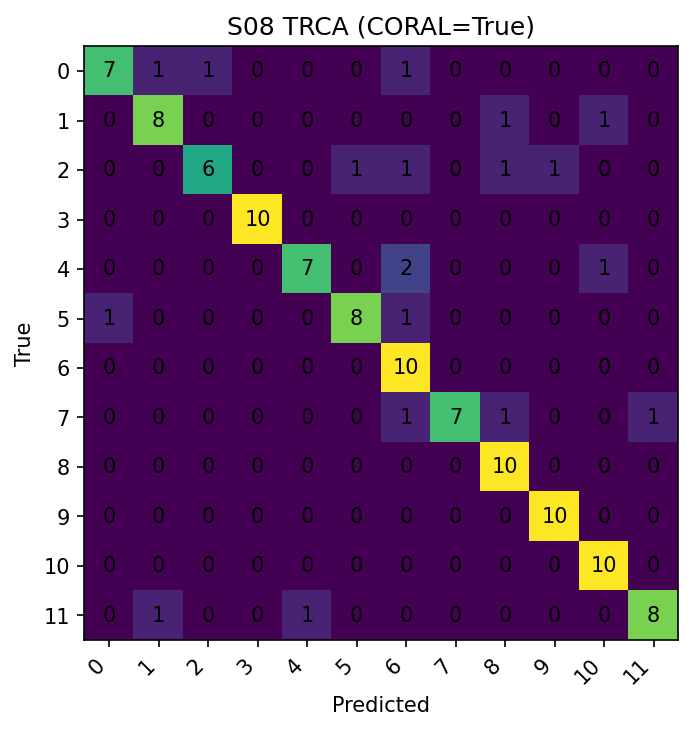 S08 TRCA (CORAL=True)
0 7 1 1 0 0 0 1 0 0 0 0 0
1 0 8 0 0 0 0 0 0 1 0 1 0
2 0 0 6 0 0 1 1 0 1 1 0 0
3 0 0 0 10 0 0 0 0 0 0 0 0
4 0 0 0 0 7 0 2 0 0 0 1 0
5 1 0 0 0 0 8 1 0 0 0 0 0
6 0 0 0 0 0 0 10 0 0 0 0 0
7 0 0 0 0 0 0 1 7 1 0 0 1
8 0 0 0 0 0 0 0 0 10 0 0 0
9 0 0 0 0 0 0 0 0 0 10 0 0
10 0 0 0 0 0 0 0 0 0 0 10 0
11 0 1 0 0 1 0 0 0 0 0 0 8
True
0 1 2 3 4 5 6 7 8 9 10 11
Predicted